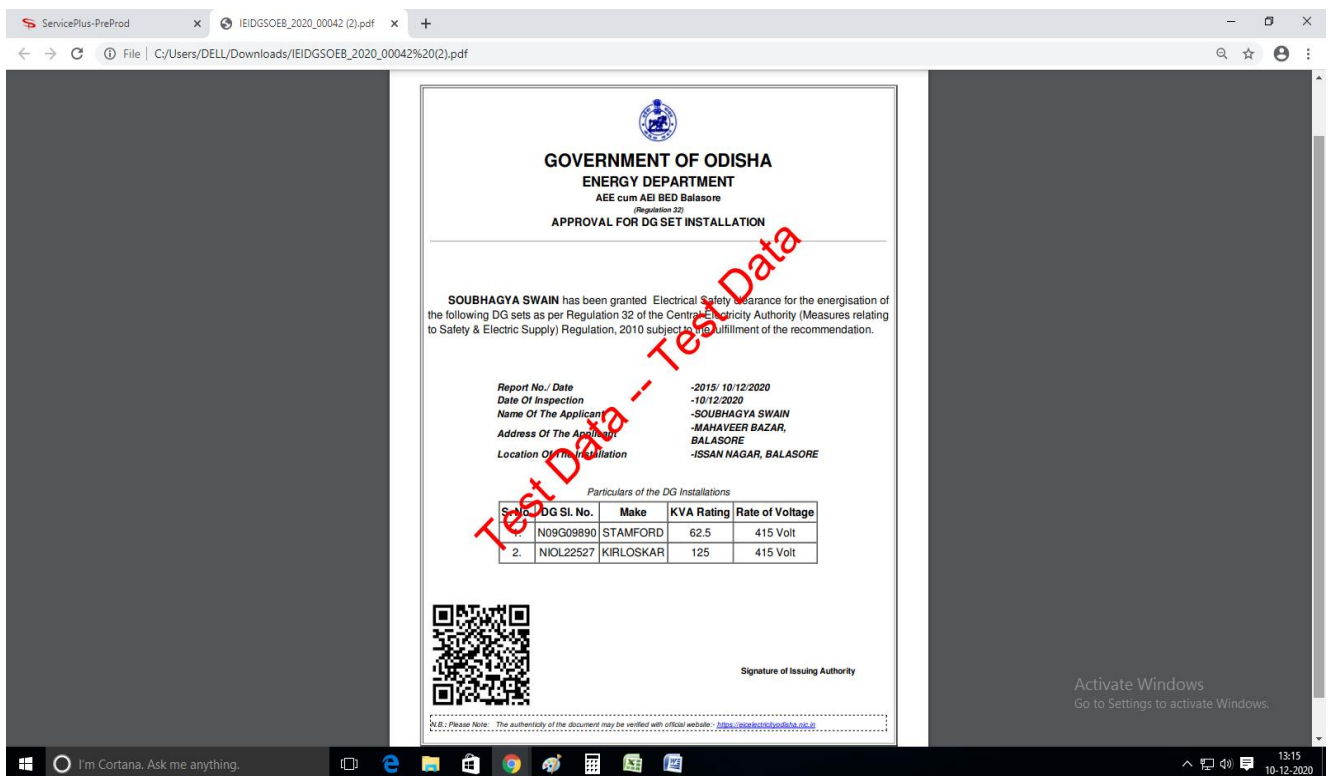 ServicePlus-PreProd
IEIDGSOEB_2020_00042 (2).pdf
File | C:/Users/DELL/Downloads/IEIDGSOEB_2020_00042%20(2).pdf
GOVERNMENT OF ODISHA
ENERGY DEPARTMENT
AEE cum AEI BED Balasore
(Regulation 32)
APPROVAL FOR DG SET INSTALLATION
SOUBHAGYA SWAIN has been granted Electrical Safety Clearance for the energisation of
the following DG sets as per Regulation 32 of the Central Electricity Authority (Measures relating
to Safety & Electric Supply) Regulation, 2010 subject to the fulfillment of the recommendation.
Test Data -- Test Data
Report No./ Date -2015/ 10/12/2020
Date Of Inspection -10/12/2020
Name Of The Applicant -SOUBHAGYA SWAIN
Address Of The Applicant -MAHAVEER BAZAR,
BALASORE
Location Of The Installation -ISSAN NAGAR, BALASORE
Particulars of the DG Installations
S. No. DG Sl. No. Make KVA Rating Rate of Voltage
1. N09G09890 STAMFORD 62.5 415 Volt
2. NIOL22527 KIRLOSKAR 125 415 Volt
Signature of Issuing Authority
N.B.: Please Note: The authenticity of the document may be verified with official website:- https://eicelectricityodisha.nic.in
Activate Windows
Go to Settings to activate Windows.
I'm Cortana. Ask me anything.
13:15
10-12-2020